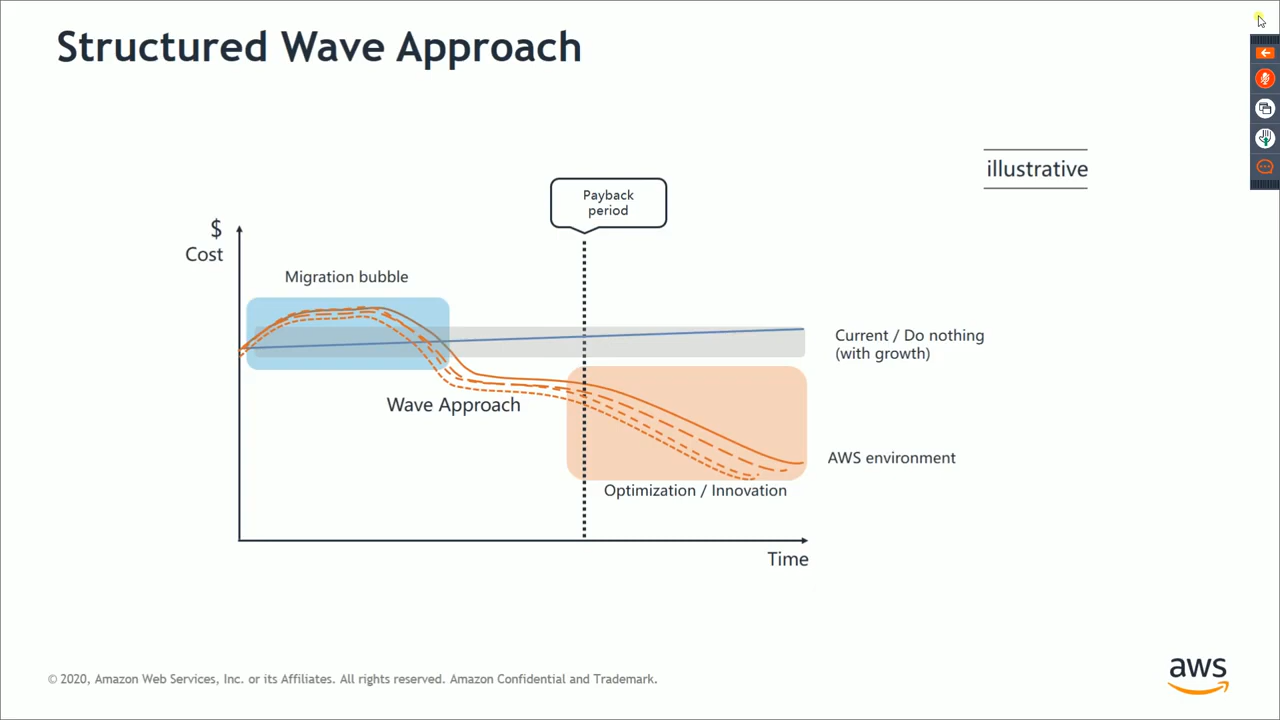 Structured Wave Approach
illustrative
Payback
period
$
Cost
Migration bubble
Current / Do nothing
(with growth)
Wave Approach
AWS environment
Optimization / Innovation
Time
© 2020, Amazon Web Services, Inc. or its Affiliates. All rights reserved. Amazon Confidential and Trademark.
aws